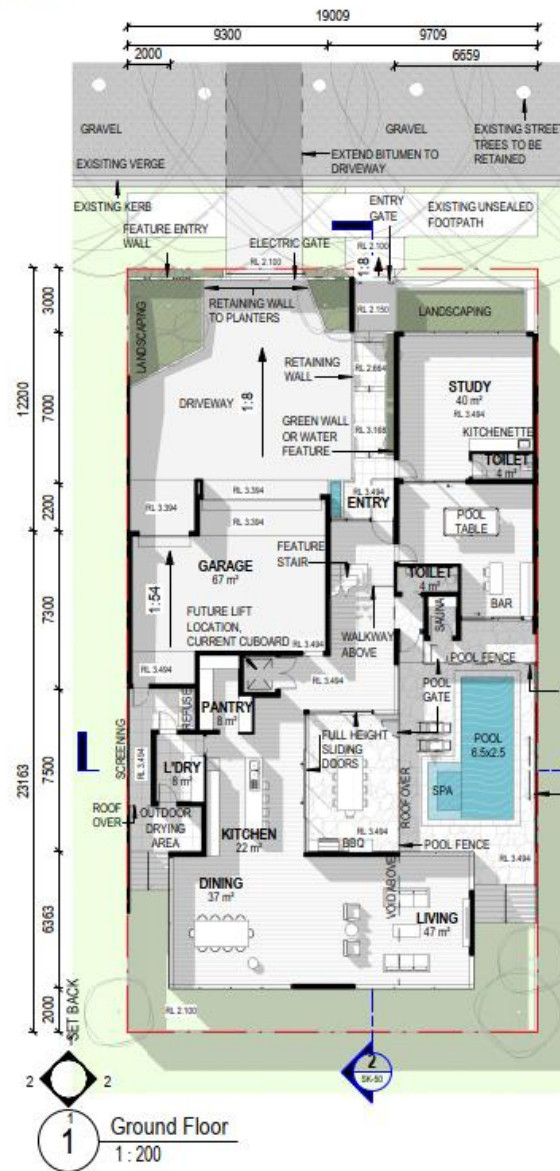 19009
9300
9709
2000
6659
GRAVEL
GRAVEL
EXISTING STREET
TREES TO BE
RETAINED
EXTEND BITUMEN TO
DRIVEWAY
EXISITING VERGE
EXISTING KERB
FEATURE ENTRY
WALL
ELECTRIC GATE
ENTRY
GATE
EXISTING UNSEALED
FOOTPATH
RL 2.100
RL 2.100
1:8
RL 2.150
3000
12200
7000
2200
7300
23163
7500
6363
2000
SET BACK
LANDSCAPING
RETAINING WALL
TO PLANTERS
LANDSCAPING
RETAINING
WALL
RL 2.664
DRIVEWAY
1:8
STUDY
40 m²
RL 3.494
KITCHENETTE
GREEN WALL
OR WATER
FEATURE
RL 3.168
TOILET
4 m²
RL 3.394
RL 3.494
ENTRY
RL 3.394
RL 3.394
POOL
TABLE
GARAGE
67 m²
FEATURE
STAIR
TOILET
4 m²
BAR
1:54
SAUNA
FUTURE LIFT
LOCATION,
CURRENT CUBOARD
RL 3.494
WALKWAY
ABOVE
POOL FENCE
RL 3.494
RL 3.494
POOL
GATE
REFUSE
PANTRY
8 m²
FULL HEIGHT
SLIDING
DOORS
POOL
6.5x2.5
SCREENING
RL 3.494
L'DRY
8 m²
ROOF OVER
SPA
ROOF
OVER
OUTDOOR
DRYING
AREA
KITCHEN
22 m²
RL 3.494
BBQ
POOL FENCE
RL 3.494
DINING
37 m²
VOID ABOVE
LIVING
47 m²
RL 2.100
2
2
1
2
SK-50
1
Ground Floor
1 : 200